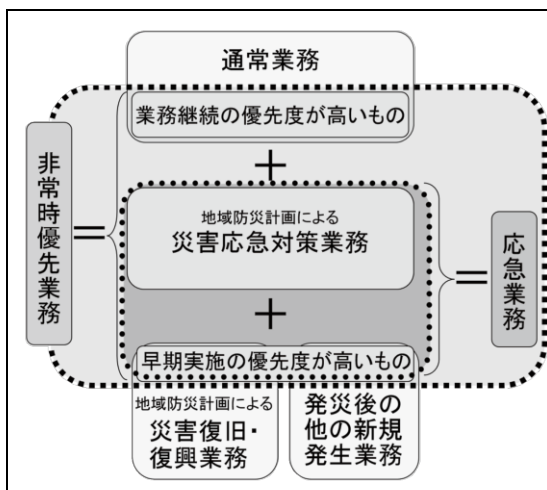 通常業務
業務継続の優先度が高いもの
+
非常時優先業務
=
地域防災計画による
災害応急対策業務
=
応急業務
+
早期実施の優先度が高いもの
地域防災計画による
災害復旧・
復興業務
発災後の
他の新規
発生業務